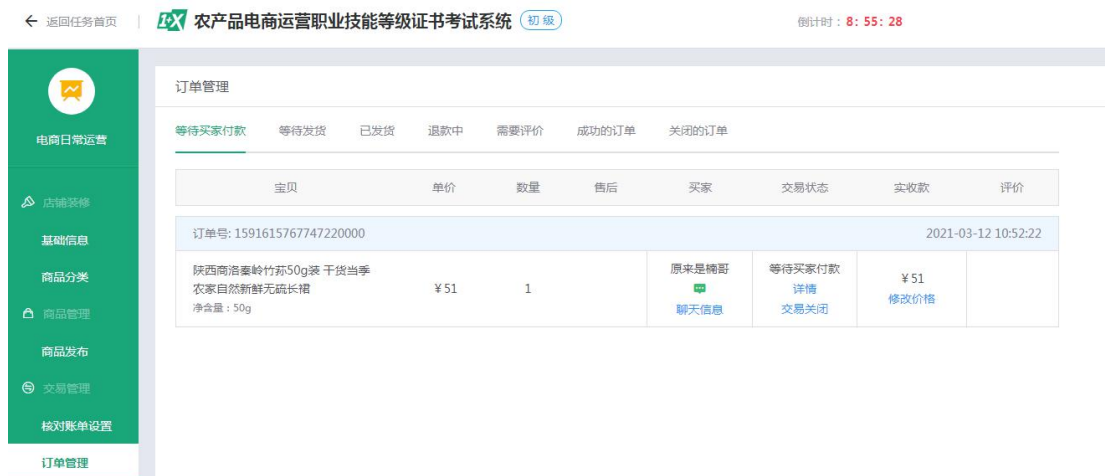 返回任务首页
1+X 农产品电商运营职业技能等级证书考试系统 初级
倒计时：8：55：28
电商日常运营
店铺装修
基础信息
商品分类
商品管理
商品发布
交易管理
核对账单设置
订单管理
订单管理
等待买家付款 等待发货 已发货 退款中 需要评价 成功的订单 关闭的订单
宝贝 单价 数量 售后 买家 交易状态 实收款 评价
订单号: 1591615767747220000 2021-03-12 10:52:22
陕西商洛秦岭竹荪50g装 干货当季
农家自然新鲜无硫长裙
净含量：50g
¥51
1
原来是楠哥
聊天信息
等待买家付款
详情
交易关闭
¥51
修改价格